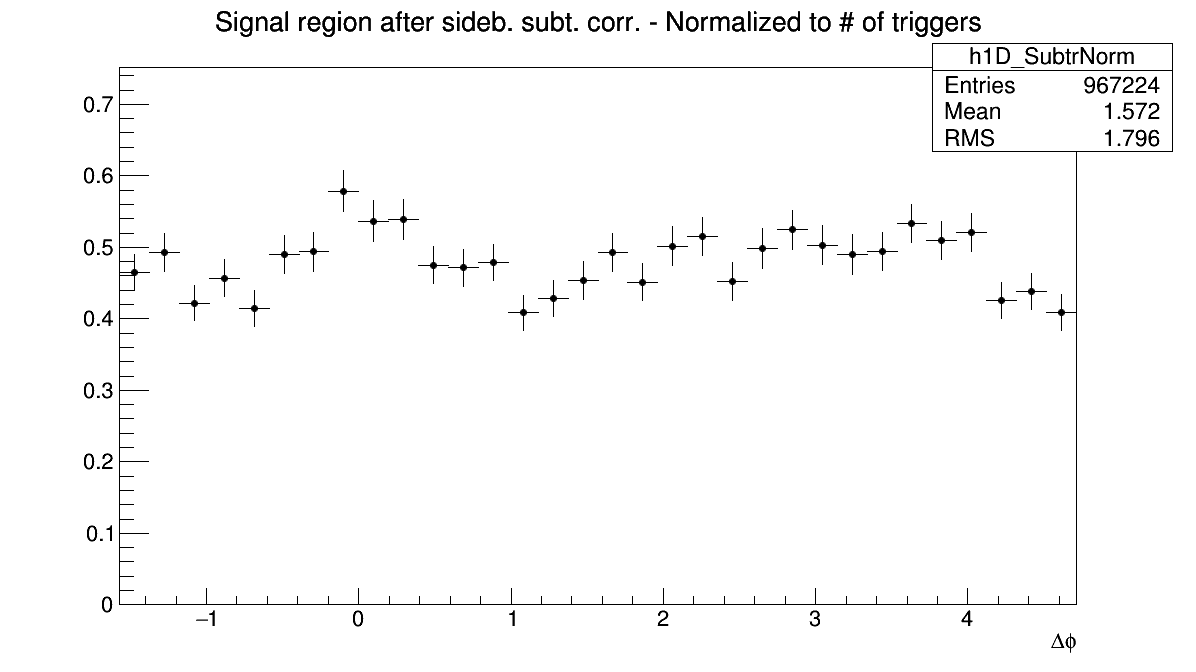 Signal region after sideb. subt. corr. - Normalized to # of triggers
h1D_SubtrNorm
Entries 967224
Mean 1.572
RMS 1.796
0.7
0.6
0.5
0.4
0.3
0.2
0.1
0
−1 0 1 2 3 4
Δϕ